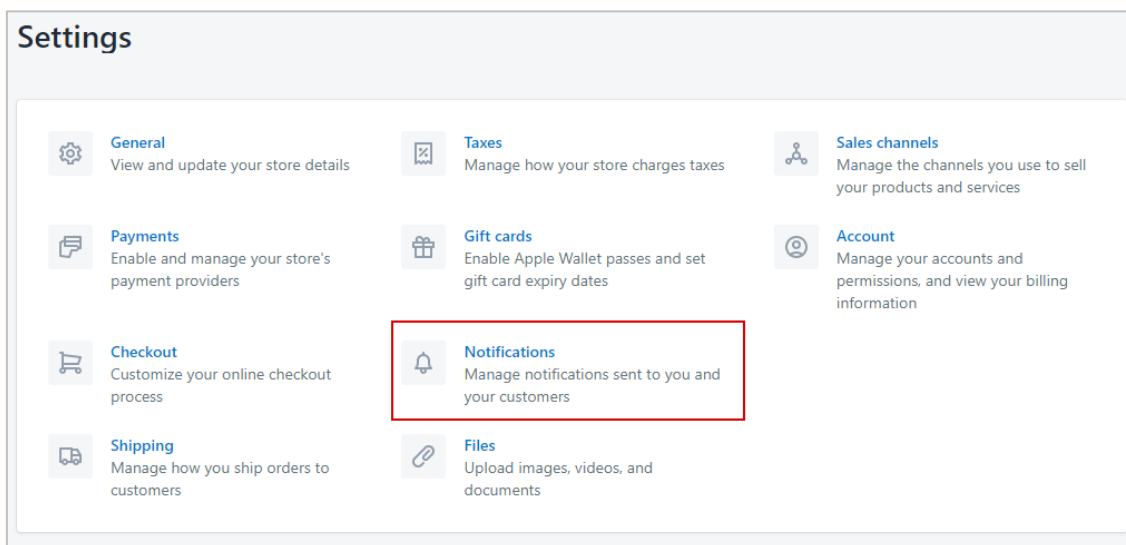 Settings
General
View and update your store details
Taxes
Manage how your store charges taxes
Sales channels
Manage the channels you use to sell
your products and services
Payments
Enable and manage your store's
payment providers
Gift cards
Enable Apple Wallet passes and set
gift card expiry dates
Account
Manage your accounts and
permissions, and view your billing
information
Checkout
Customize your online checkout
process
Notifications
Manage notifications sent to you and
your customers
Shipping
Manage how you ship orders to
customers
Files
Upload images, videos, and
documents